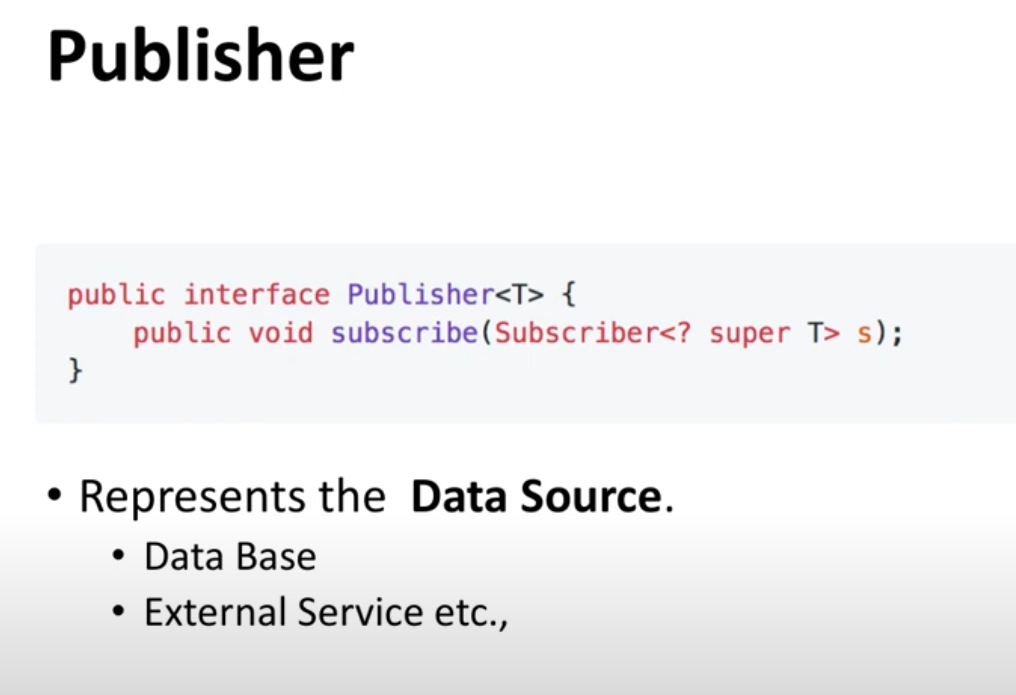 Publisher
public interface Publisher<T> {
    public void subscribe(Subscriber<? super T> s);
}
• Represents the  Data Source.
• Data Base
• External Service etc.,